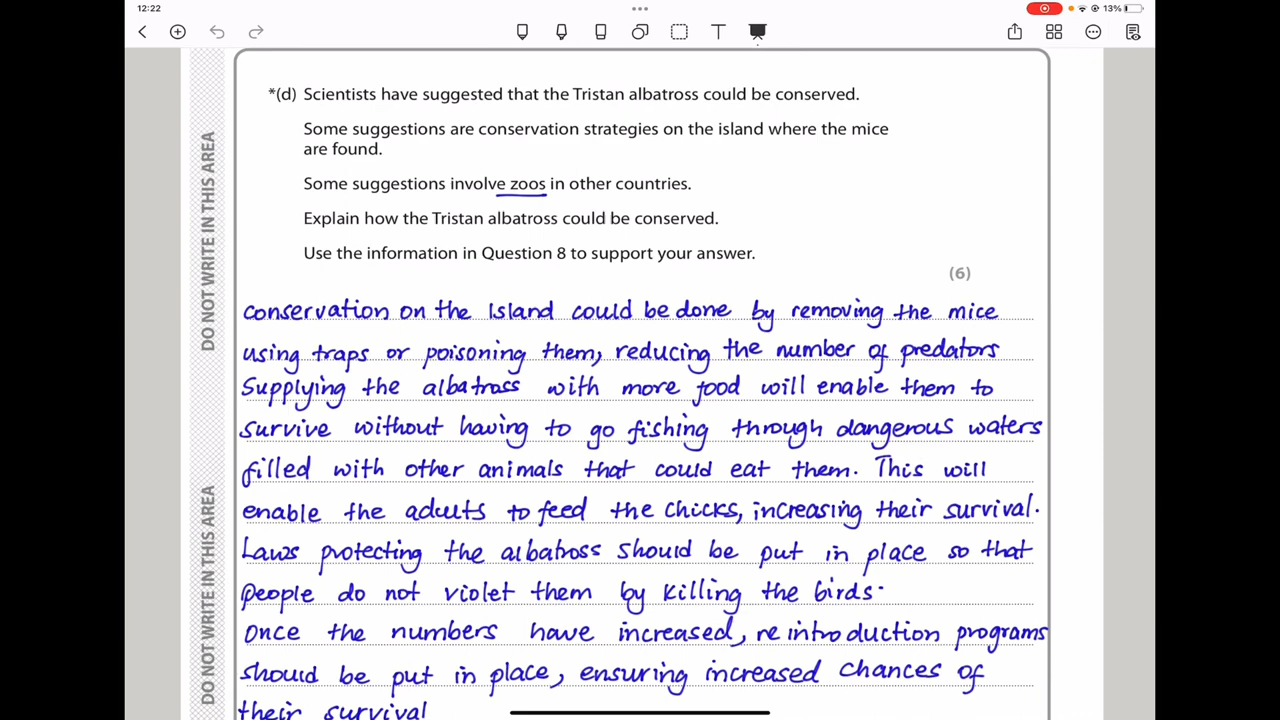 12:22
13%
DO NOT WRITE IN THIS AREA
DO NOT WRITE IN THIS AREA
*(d) Scientists have suggested that the Tristan albatross could be conserved.
Some suggestions are conservation strategies on the island where the mice
are found.
Some suggestions involve zoos in other countries.
Explain how the Tristan albatross could be conserved.
Use the information in Question 8 to support your answer.
(6)
conservation on the Island could be done by removing the mice
using traps or poisoning them, reducing the number of predators
Supplying the albatross with more food will enable them to
survive without having to go fishing through dangerous waters
filled with other animals that could eat them. This will
enable the adults to feed the chicks, increasing their survival.
Laws protecting the albatross should be put in place so that
people do not violet them by killing the birds.
Once the numbers have increased, reintroduction programs
should be put in place, ensuring increased chances of
their survival